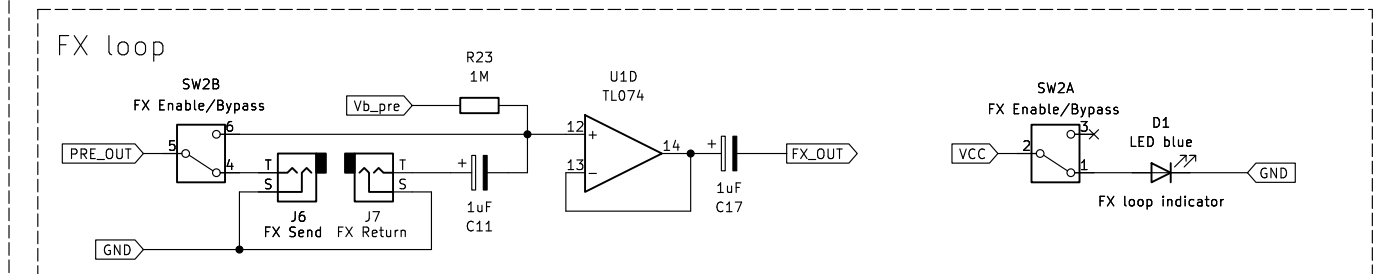 FX loop
SW2B
FX Enable/Bypass
R23
1M
Vb_pre
PRE_OUT
5
6
4
T
S
J6
FX Send
T
S
J7
FX Return
GND
+
1uF
C11
U1D
TL074
12
+
13
−
14
+
1uF
C17
FX_OUT
SW2A
FX Enable/Bypass
VCC
2
3
1
D1
LED blue
FX loop indicator
GND